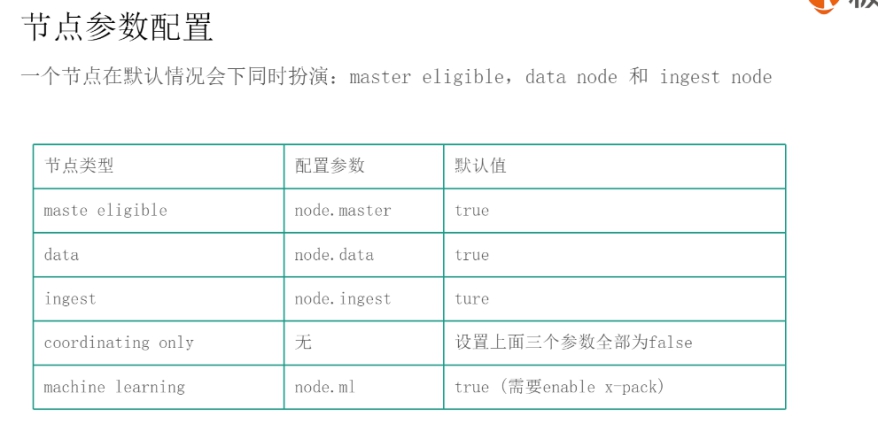 节点参数配置
一个节点在默认情况会下同时扮演：master eligible，data node 和 ingest node
节点类型 配置参数 默认值
maste eligible node.master true
data node.data true
ingest node.ingest ture
coordinating only 无 设置上面三个参数全部为false
machine learning node.ml true (需要enable x-pack)